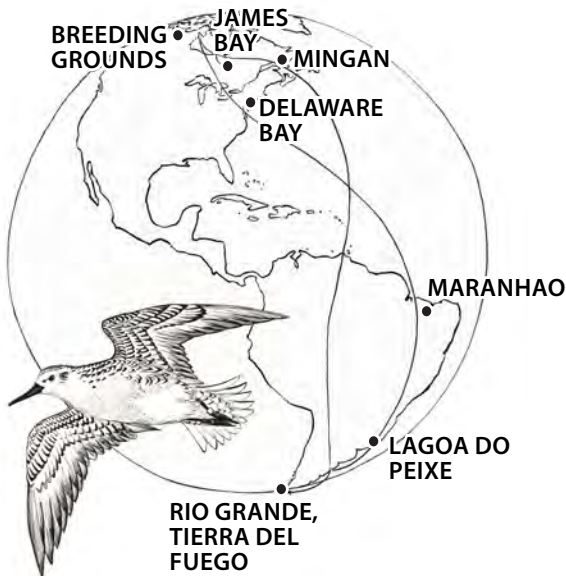 JAMES
BAY
BREEDING
GROUNDS
MINGAN
DELAWARE
BAY
MARANHAO
LAGOA DO
PEIXE
RIO GRANDE,
TIERRA DEL
FUEGO